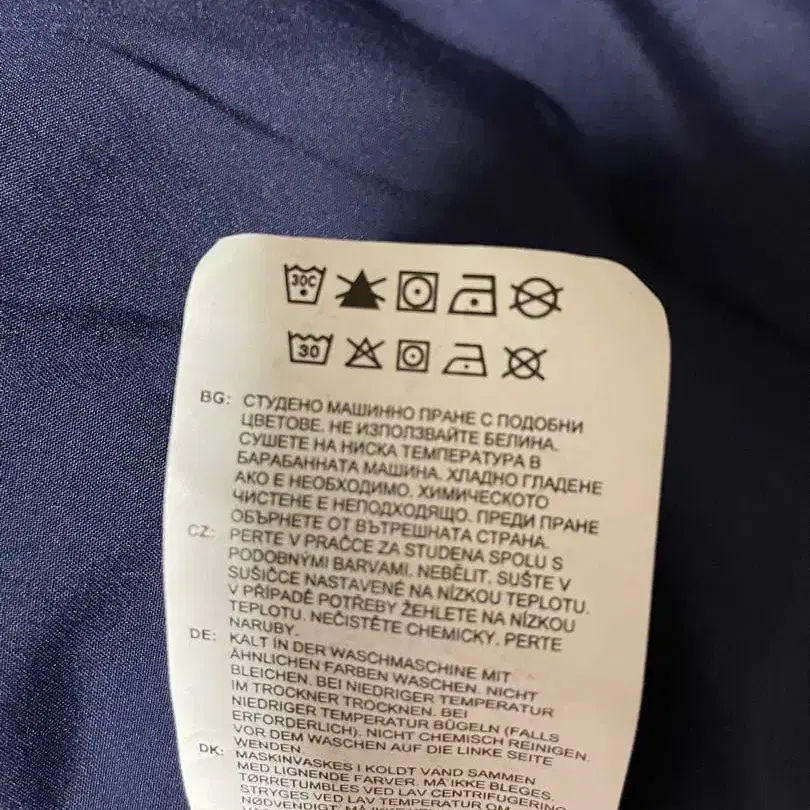 30C
30
BG: СТУДЕНО МАШИННО ПРАНЕ С ПОДОБНИ
ЦВЕТОВЕ. НЕ ИЗПОЛЗВАЙТЕ БЕЛИНА.
СУШЕТЕ НА НИСКА ТЕМПЕРАТУРА В
БАРАБАННАТА МАШИНА. ХЛАДНО ГЛАДЕНЕ
АКО Е НЕОБХОДИМО. ХИМИЧЕСКОТО
ЧИСТЕНЕ Е НЕПОДХОДЯЩО. ПРЕДИ ПРАНЕ
ОБЪРНЕТЕ ОТ ВЪТРЕШНАТА СТРАНА.
CZ: PERTE V PRAČCE ZA STUDENA SPOLU S
PODOBNÝMI BARVAMI. NEBĚLIT. SUŠTE V
SUŠIČCE NASTAVENÉ NA NÍZKOU TEPLOTU.
V PŘÍPADĚ POTŘEBY ŽEHLETE NA NÍZKOU
TEPLOTU. NEČISTĚTE CHEMICKY. PERTE
NARUBY.
DE: KALT IN DER WASCHMASCHINE MIT
ÄHNLICHEN FARBEN WASCHEN. NICHT
BLEICHEN. BEI NIEDRIGER TEMPERATUR
IM TROCKNER TROCKNEN. BEI
NIEDRIGER TEMPERATUR BÜGELN (FALLS
ERFORDERLICH). NICHT CHEMISCH REINIGEN.
VOR DEM WASCHEN AUF DIE LINKE SEITE
WENDEN.
DK: MASKINVASKES I KOLDT VAND SAMMEN
MED LIGNENDE FARVER. MÅ IKKE BLEGES.
TØRRETUMBLES VED LAV CENTRIFUGERING
STRYGES VED LAV TEMPERATUR OM
NØDVENDIGT. MÅ IKKE